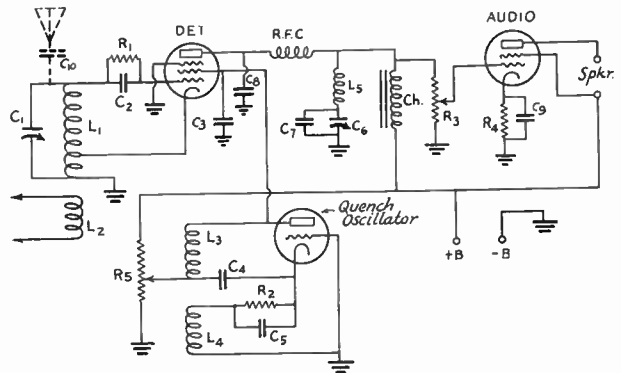 DET
R.F.C
AUDIO
C10
R1
C2
C8
L5
Ch.
R3
Spkr.
C1
L1
C3
C7
C6
R4
C9
L2
Quench
Oscillator
L3
R5
C4
R2
C5
L4
+B
-B